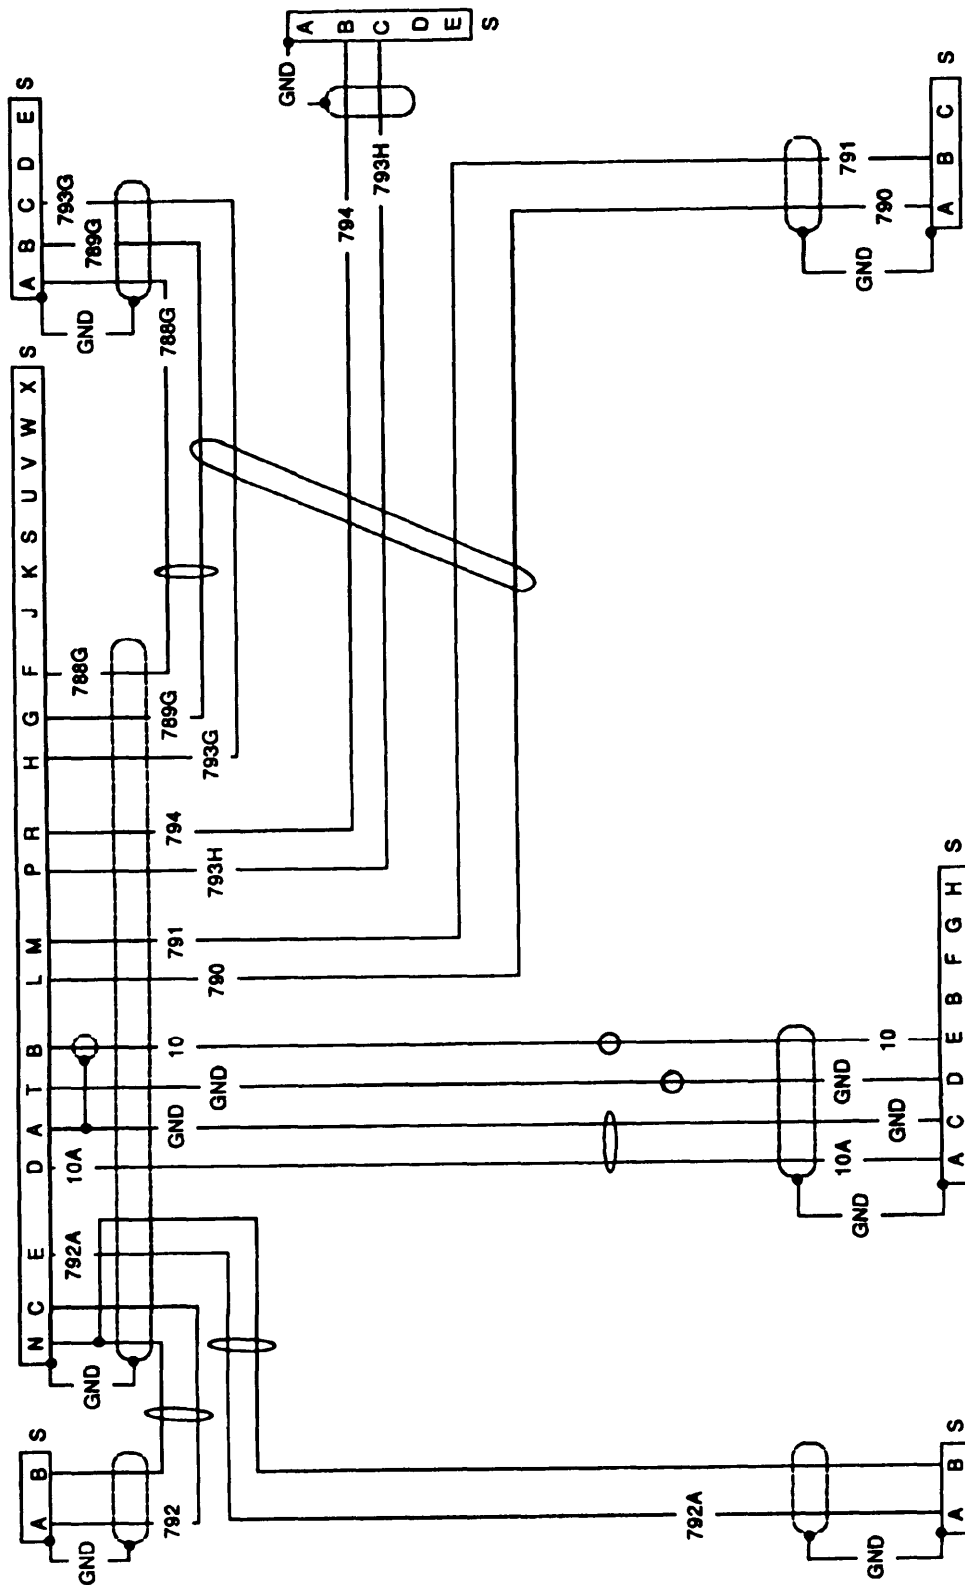 A B C D E S
GND
794
793H
A B C D E S
793G
789G
GND
788G
N C E D A T B L M P R H G F J K S U V W X S
788G
789G
793G
794
793H
791
790
10
GND
GND
10A
792A
GND
A B S
792
GND
791
790
GND
A B C S
10
GND
GND
10A
GND
A C D E B F G H S
792A
GND
A B S